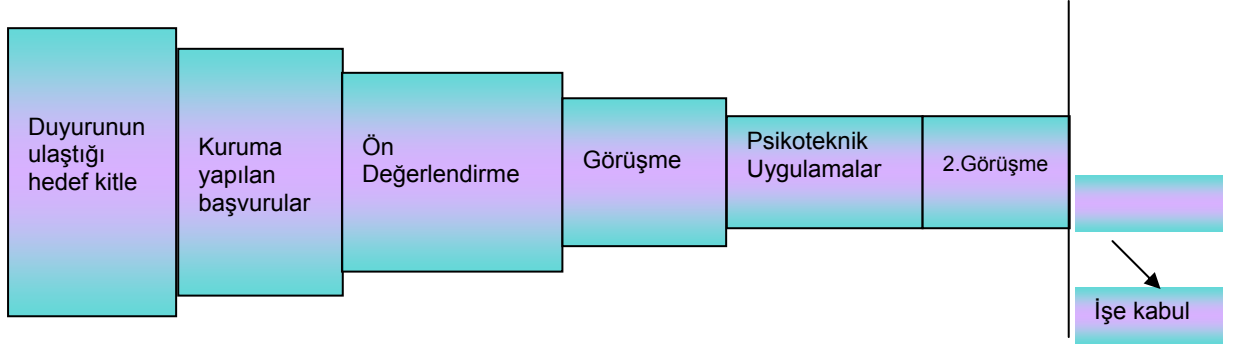 Duyurunun
ulaştığı
hedef kitle
Kuruma
yapılan
başvurular
Ön
Değerlendirme
Görüşme
Psikoteknik
Uygulamalar
2.Görüşme
İşe kabul